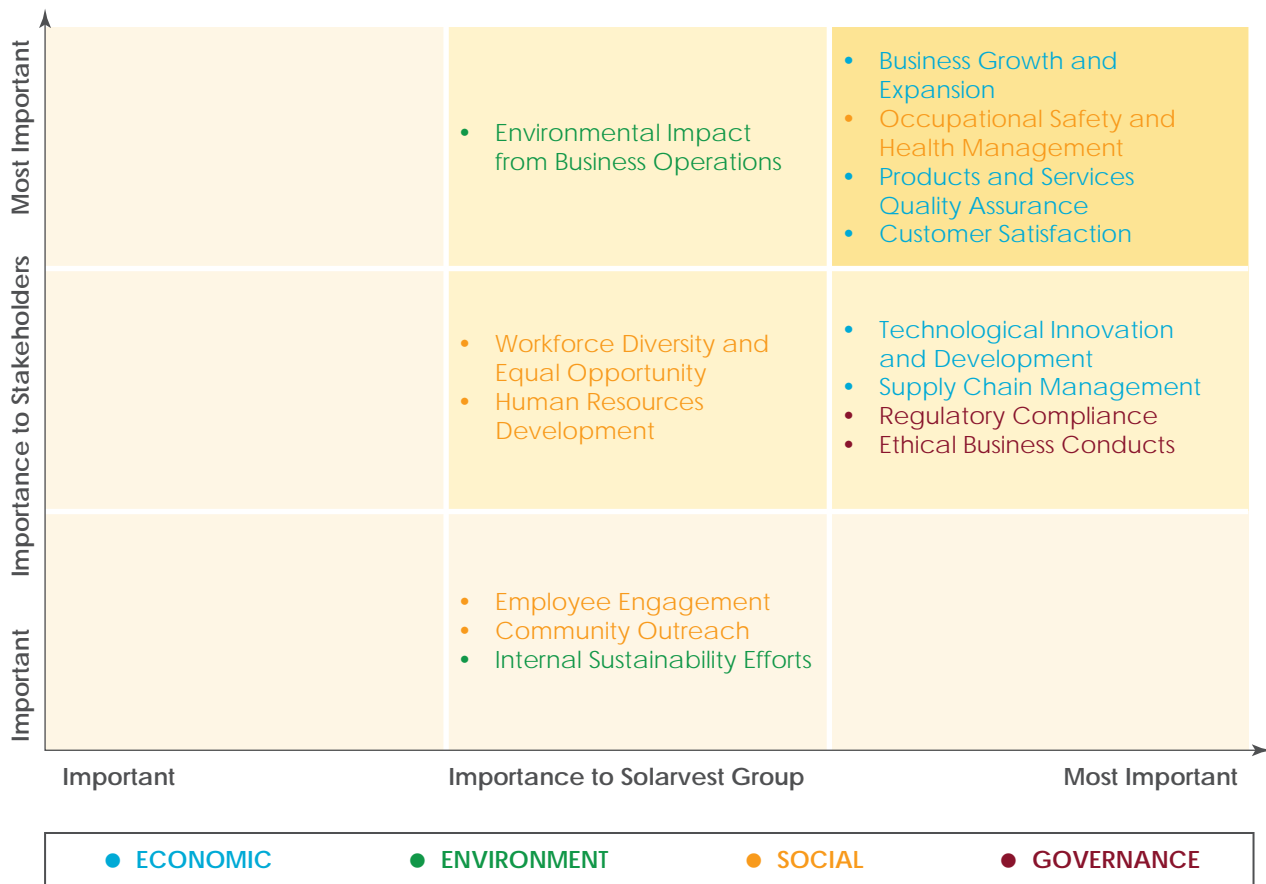 Most Important
Importance to Stakeholders
Important
• Environmental Impact
from Business Operations
• Business Growth and
Expansion
• Occupational Safety and
Health Management
• Products and Services
Quality Assurance
• Customer Satisfaction
• Workforce Diversity and
Equal Opportunity
• Human Resources
Development
• Technological Innovation
and Development
• Supply Chain Management
• Regulatory Compliance
• Ethical Business Conducts
• Employee Engagement
• Community Outreach
• Internal Sustainability Efforts
Important
Importance to Solarvest Group
Most Important
• ECONOMIC
• ENVIRONMENT
• SOCIAL
• GOVERNANCE